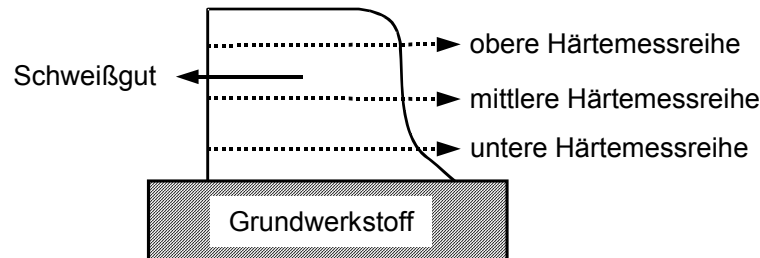 obere Härtemessreihe
Schweißgut
mittlere Härtemessreihe
untere Härtemessreihe
Grundwerkstoff